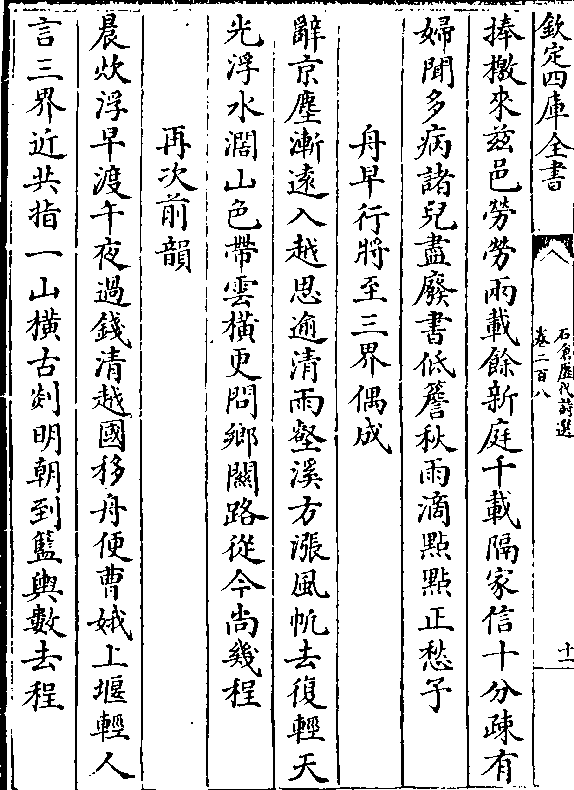 欽定四庫全書
石倉歷代詩選
卷二百八
十一
捧檄來兹邑勞勞兩載餘新庭千載隔家信十分疎有
婦聞多病諸兒盡廢書低簷秋雨滴點點正愁予
舟早行將至三界偶成
辭京塵漸遠入越思逾清雨壑溪方漲風帆去復輕天
光浮水濶山色帶雲橫更問鄉關路從今尚幾程
再次前韻
晨炊浮早渡午夜過錢清越國移舟便曹娥上堰輕人
言三界近共指一山橫古剡明朝到籃輿數去程